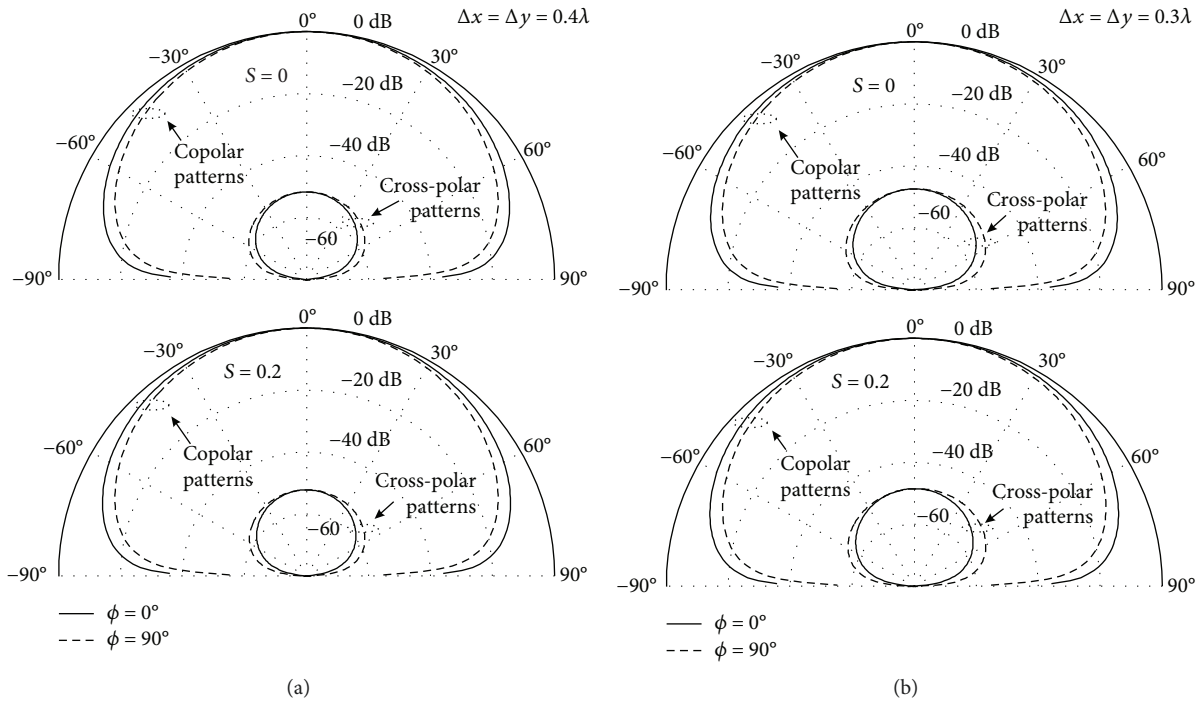 0° 0 dB
−30° 30°
S = 0
−20 dB
−60° 60°
Copolar
patterns
−40 dB
Cross-polar
patterns
−60
−90° 90°
0° 0 dB
−30° 30°
S = 0.2
−20 dB
−60° 60°
Copolar
patterns
−40 dB
Cross-polar
patterns
−60
−90° 90°
ϕ = 0°
ϕ = 90°
(a)
Δx = Δy = 0.4λ
Δx = Δy = 0.3λ
0° 0 dB
−30° 30°
S = 0
−20 dB
−60° 60°
Copolar
patterns
−40 dB
Cross-polar
patterns
−60
−90° 90°
0° 0 dB
−30° 30°
S = 0.2
−20 dB
−60° 60°
Copolar
patterns
−40 dB
Cross-polar
patterns
−60
−90° 90°
ϕ = 0°
ϕ = 90°
(b)